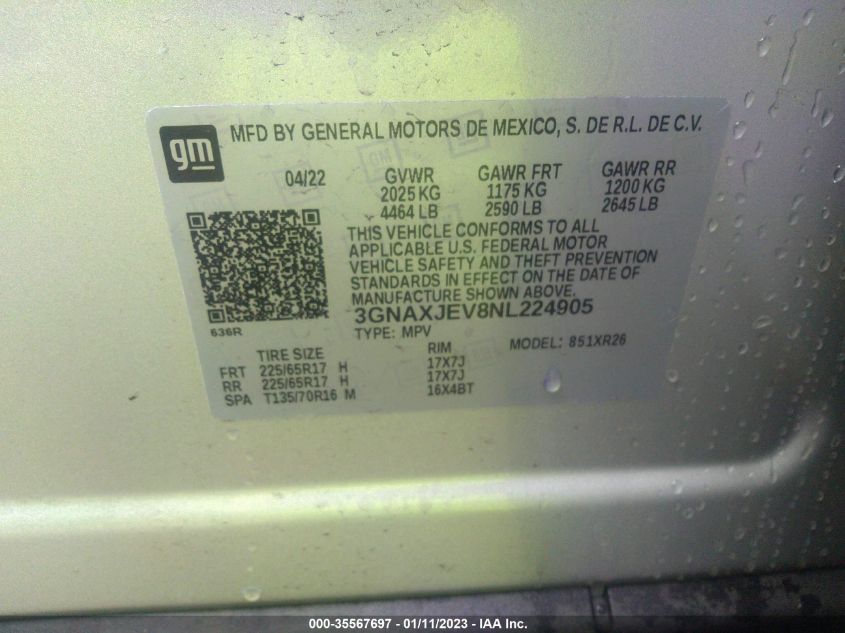 gm
MFD BY GENERAL MOTORS DE MEXICO, S. DE R.L. DE C.V.
04/22 GVWR GAWR FRT GAWR RR
2025 KG 1175 KG 1200 KG
4464 LB 2590 LB 2645 LB
THIS VEHICLE CONFORMS TO ALL
APPLICABLE U.S. FEDERAL MOTOR
VEHICLE SAFETY AND THEFT PREVENTION
STANDARDS IN EFFECT ON THE DATE OF
MANUFACTURE SHOWN ABOVE.
3GNAXJEV8NL224905
636R
TYPE: MPV MODEL: 851XR26
TIRE SIZE RIM
FRT 225/65R17 H 17X7J
RR 225/65R17 H 17X7J
SPA T135/70R16 M 16X4BT
000-35567697 - 01/11/2023 - IAA Inc.